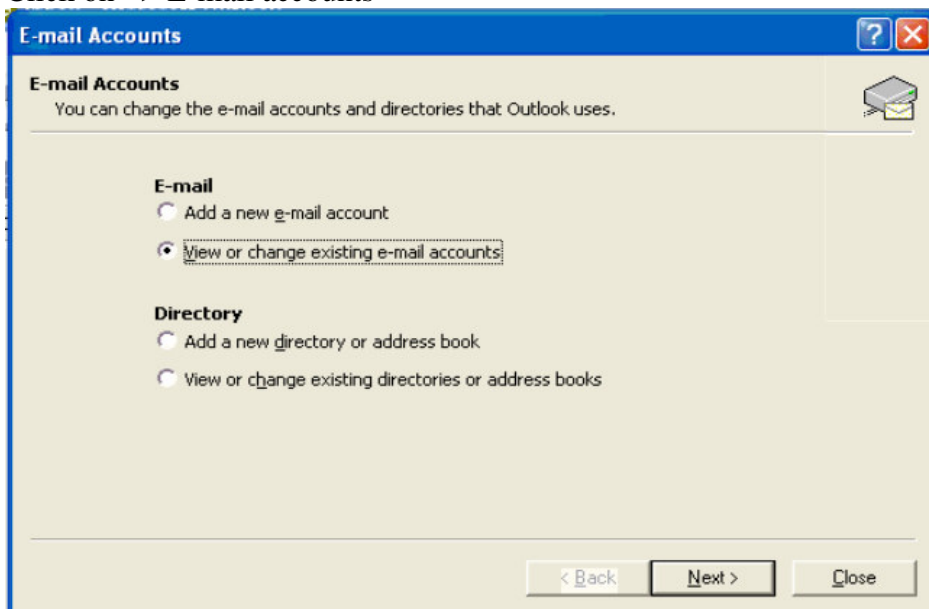 E-mail Accounts
E-mail Accounts
You can change the e-mail accounts and directories that Outlook uses.
E-mail
Add a new e-mail account
View or change existing e-mail accounts
Directory
Add a new directory or address book
View or change existing directories or address books
< Back Next > Close